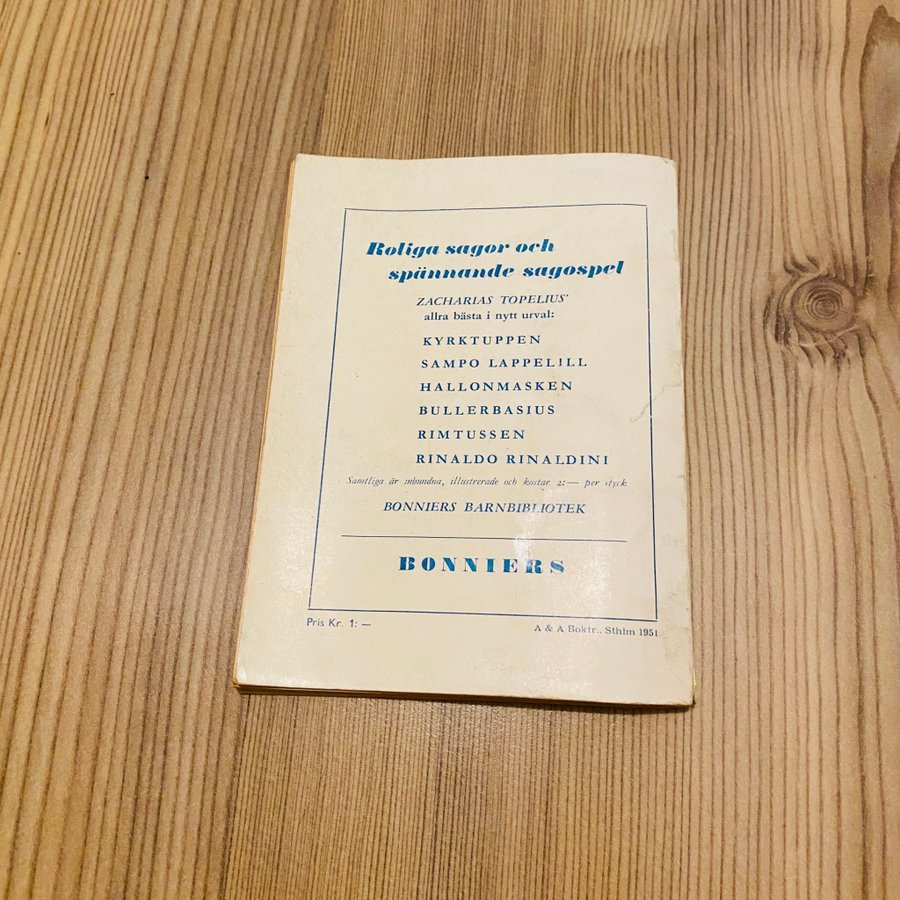 Roliga sagor och
spännande sagospel
ZACHARIAS TOPELIUS'
allra bästa i nytt urval:
KYRKTUPPEN
SAMPO LAPPELILL
HALLONMASKEN
BULLERBASIUS
RIMTUSSEN
RINALDO RINALDINI
Samtliga är inbundna, illustrerade och kostar 2:— per styck
BONNIERS BARNBIBLIOTEK
BONNIERS
Pris Kr. 1: —
A & A Boktr., Sthlm 1951